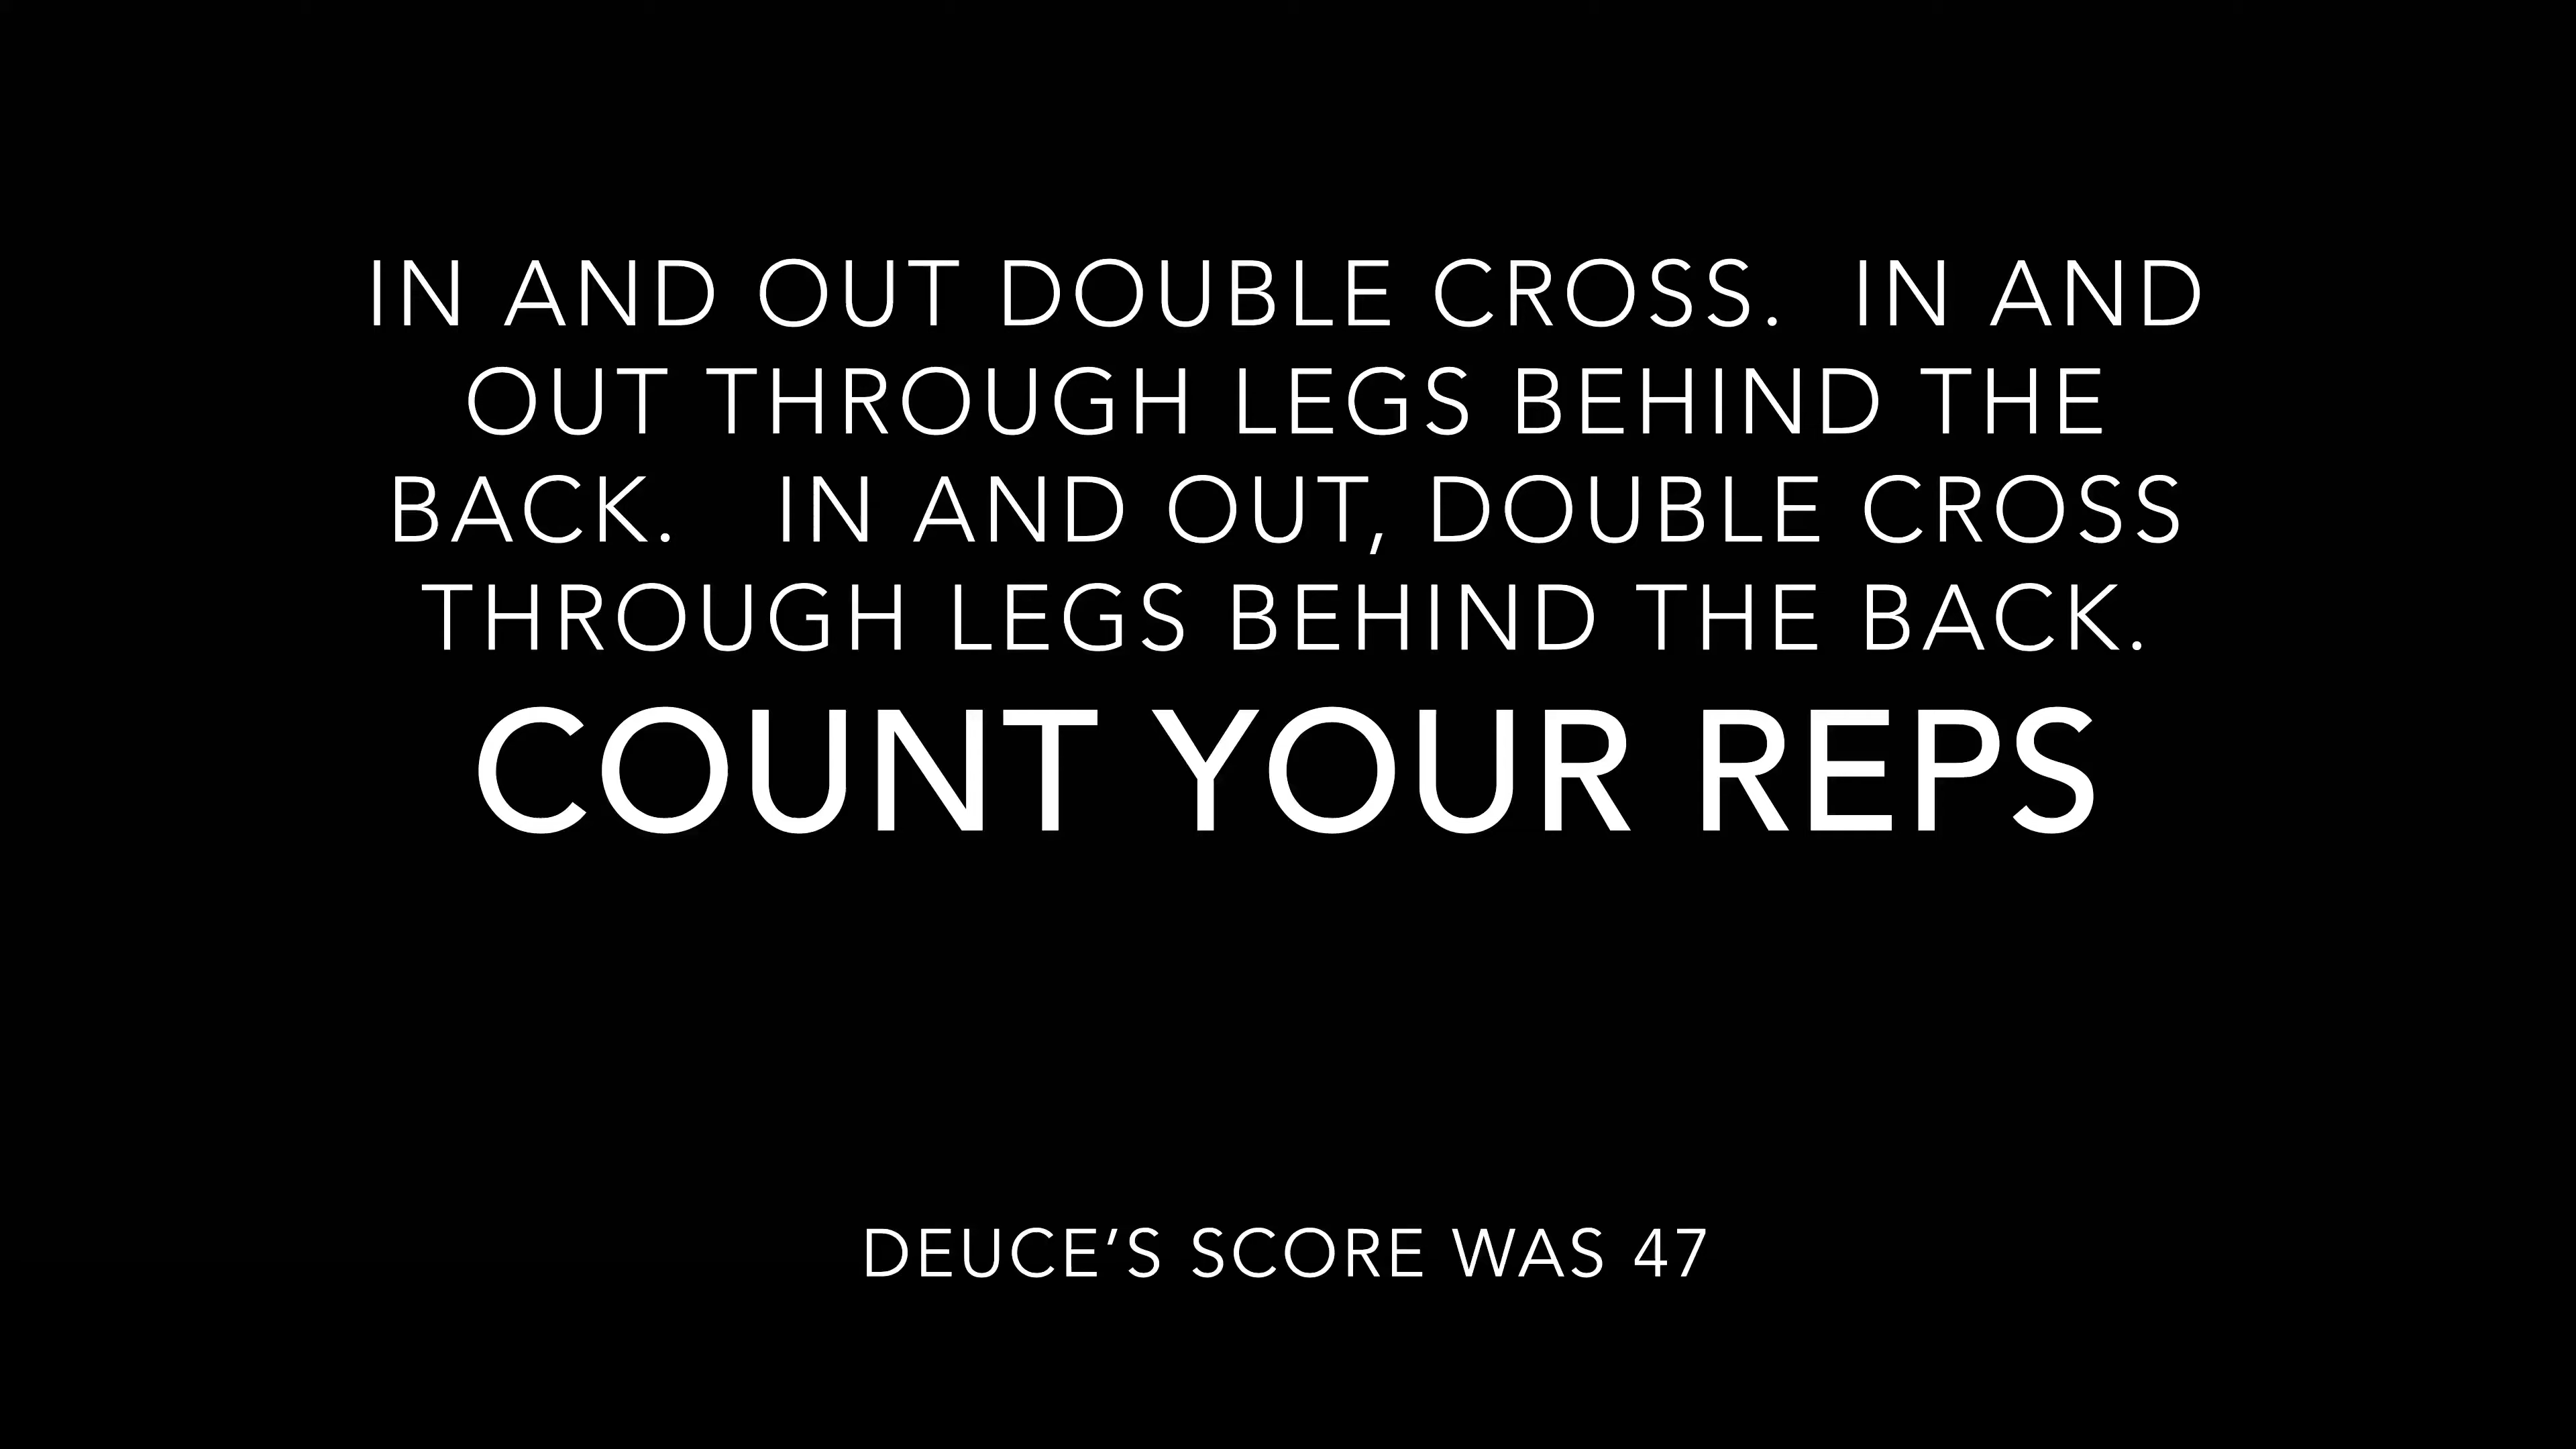 IN AND OUT DOUBLE CROSS.  IN AND
OUT THROUGH LEGS BEHIND THE
BACK.   IN AND OUT, DOUBLE CROSS
THROUGH LEGS BEHIND THE BACK.
COUNT YOUR REPS
DEUCE’S SCORE WAS 47